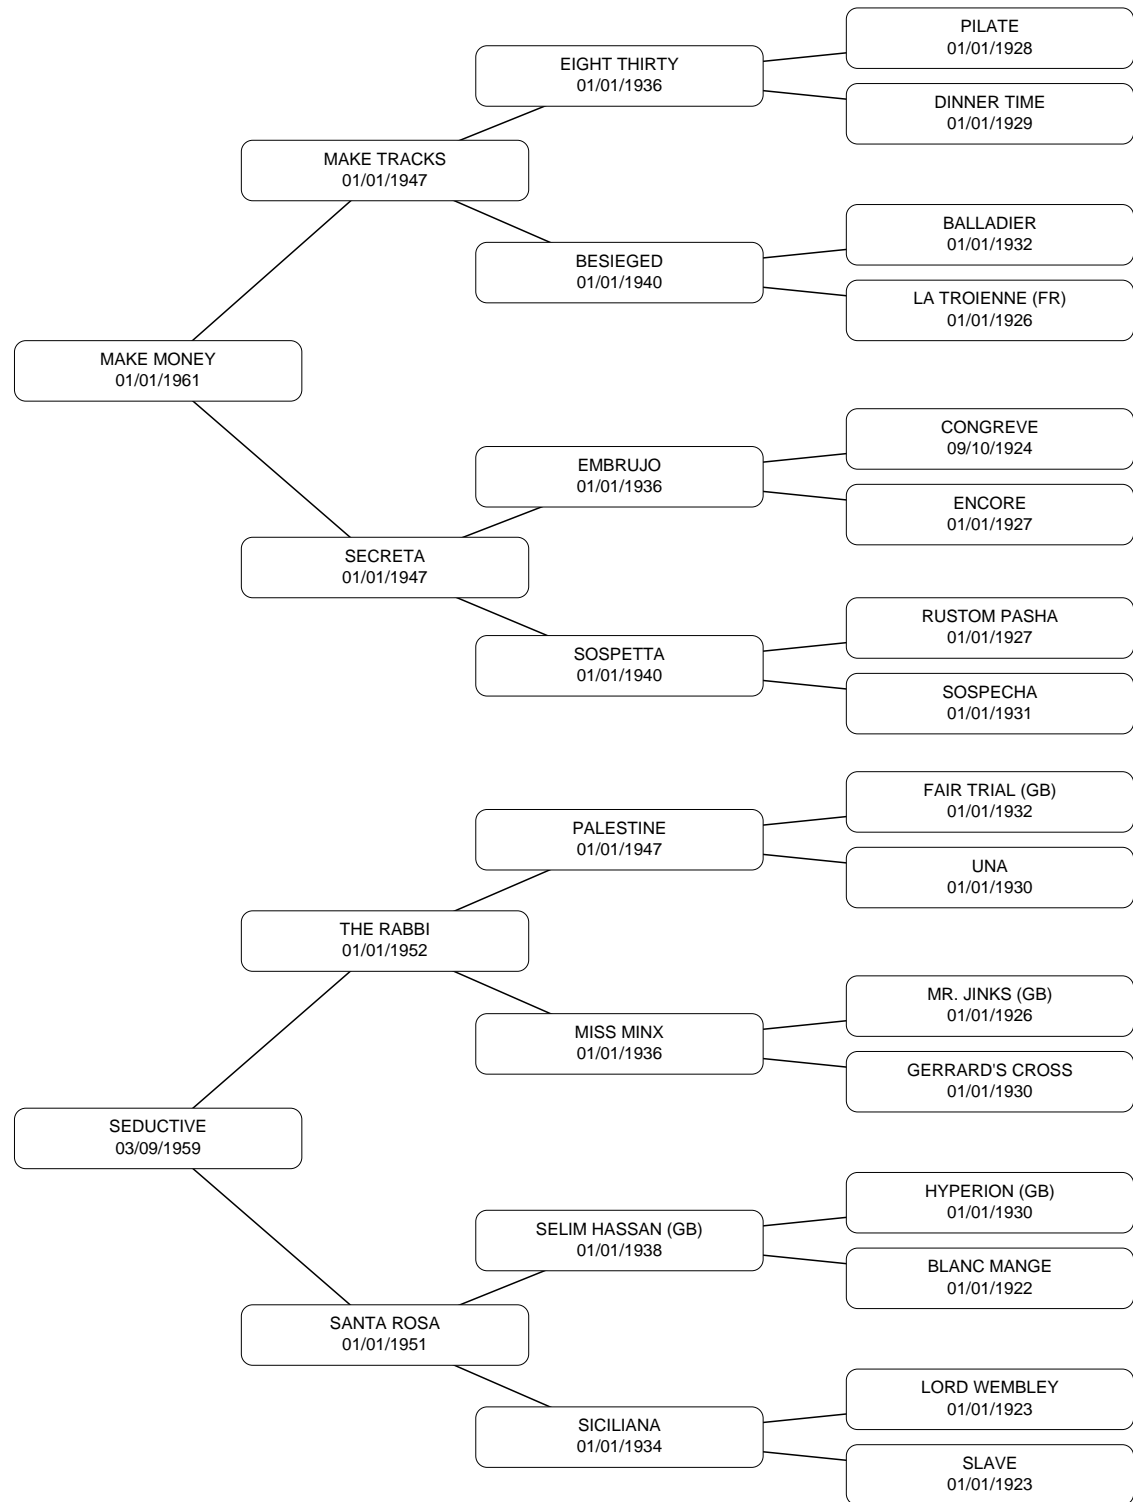 PILATE
01/01/1928
EIGHT THIRTY
01/01/1936
DINNER TIME
01/01/1929
MAKE TRACKS
01/01/1947
BALLADIER
01/01/1932
BESIEGED
01/01/1940
LA TROIENNE (FR)
01/01/1926
MAKE MONEY
01/01/1961
CONGREVE
09/10/1924
EMBRUJO
01/01/1936
ENCORE
01/01/1927
SECRETA
01/01/1947
RUSTOM PASHA
01/01/1927
SOSPETTA
01/01/1940
SOSPECHA
01/01/1931
FAIR TRIAL (GB)
01/01/1932
PALESTINE
01/01/1947
UNA
01/01/1930
THE RABBI
01/01/1952
MR. JINKS (GB)
01/01/1926
MISS MINX
01/01/1936
GERRARD'S CROSS
01/01/1930
SEDUCTIVE
03/09/1959
HYPERION (GB)
01/01/1930
SELIM HASSAN (GB)
01/01/1938
BLANC MANGE
01/01/1922
SANTA ROSA
01/01/1951
LORD WEMBLEY
01/01/1923
SICILIANA
01/01/1934
SLAVE
01/01/1923